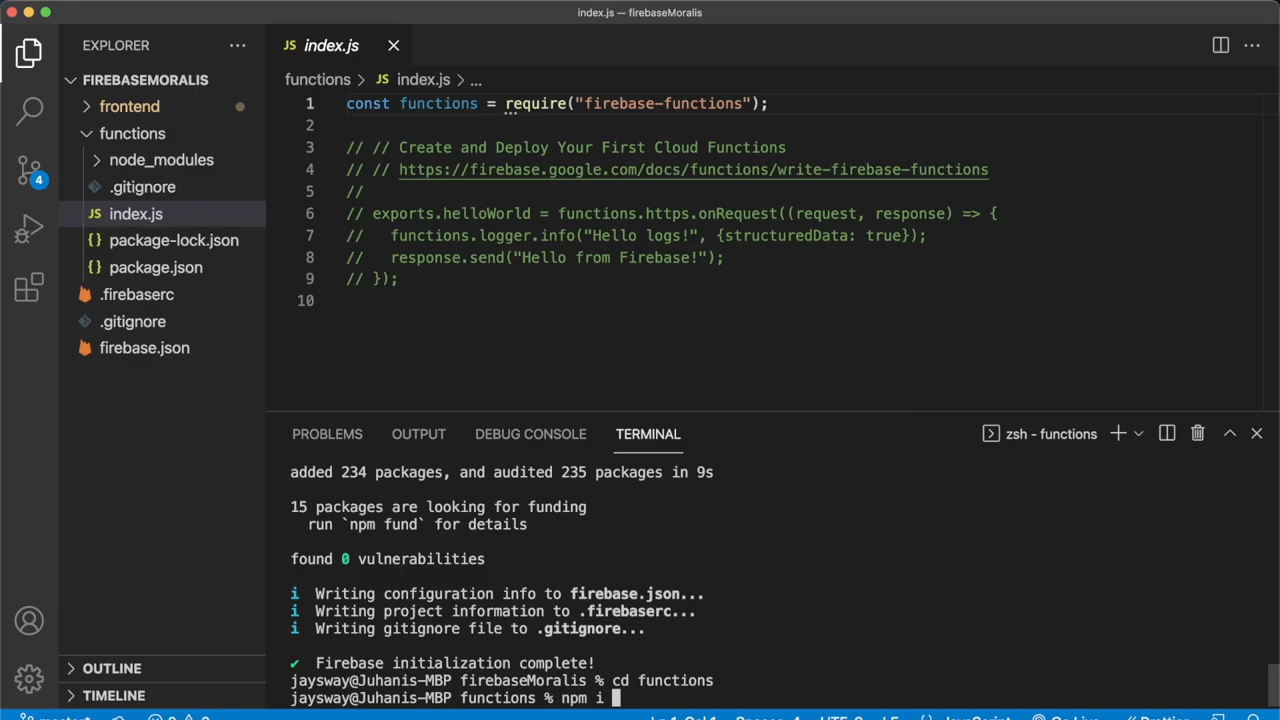 index.js — firebaseMoralis
EXPLORER
index.js
functions
JS index.js
...
FIREBASEMORALIS
frontend
functions
node_modules
.gitignore
JS index.js
{} package-lock.json
{} package.json
.firebaserc
.gitignore
firebase.json
OUTLINE
TIMELINE
4
1 const functions = require("firebase-functions");
2
3 // // Create and Deploy Your First Cloud Functions
4 // // https://firebase.google.com/docs/functions/write-firebase-functions
5 //
6 // exports.helloWorld = functions.https.onRequest((request, response) => {
7 //   functions.logger.info("Hello logs!", {structuredData: true});
8 //   response.send("Hello from Firebase!");
9 // });
10
PROBLEMS OUTPUT DEBUG CONSOLE TERMINAL
zsh - functions
added 234 packages, and audited 235 packages in 9s
15 packages are looking for funding
run `npm fund` for details
found 0 vulnerabilities
i Writing configuration info to firebase.json...
i Writing project information to .firebaserc...
i Writing gitignore file to .gitignore...
✔ Firebase initialization complete!
jaysway@Juhanis-MBP firebaseMoralis % cd functions
jaysway@Juhanis-MBP functions % npm i